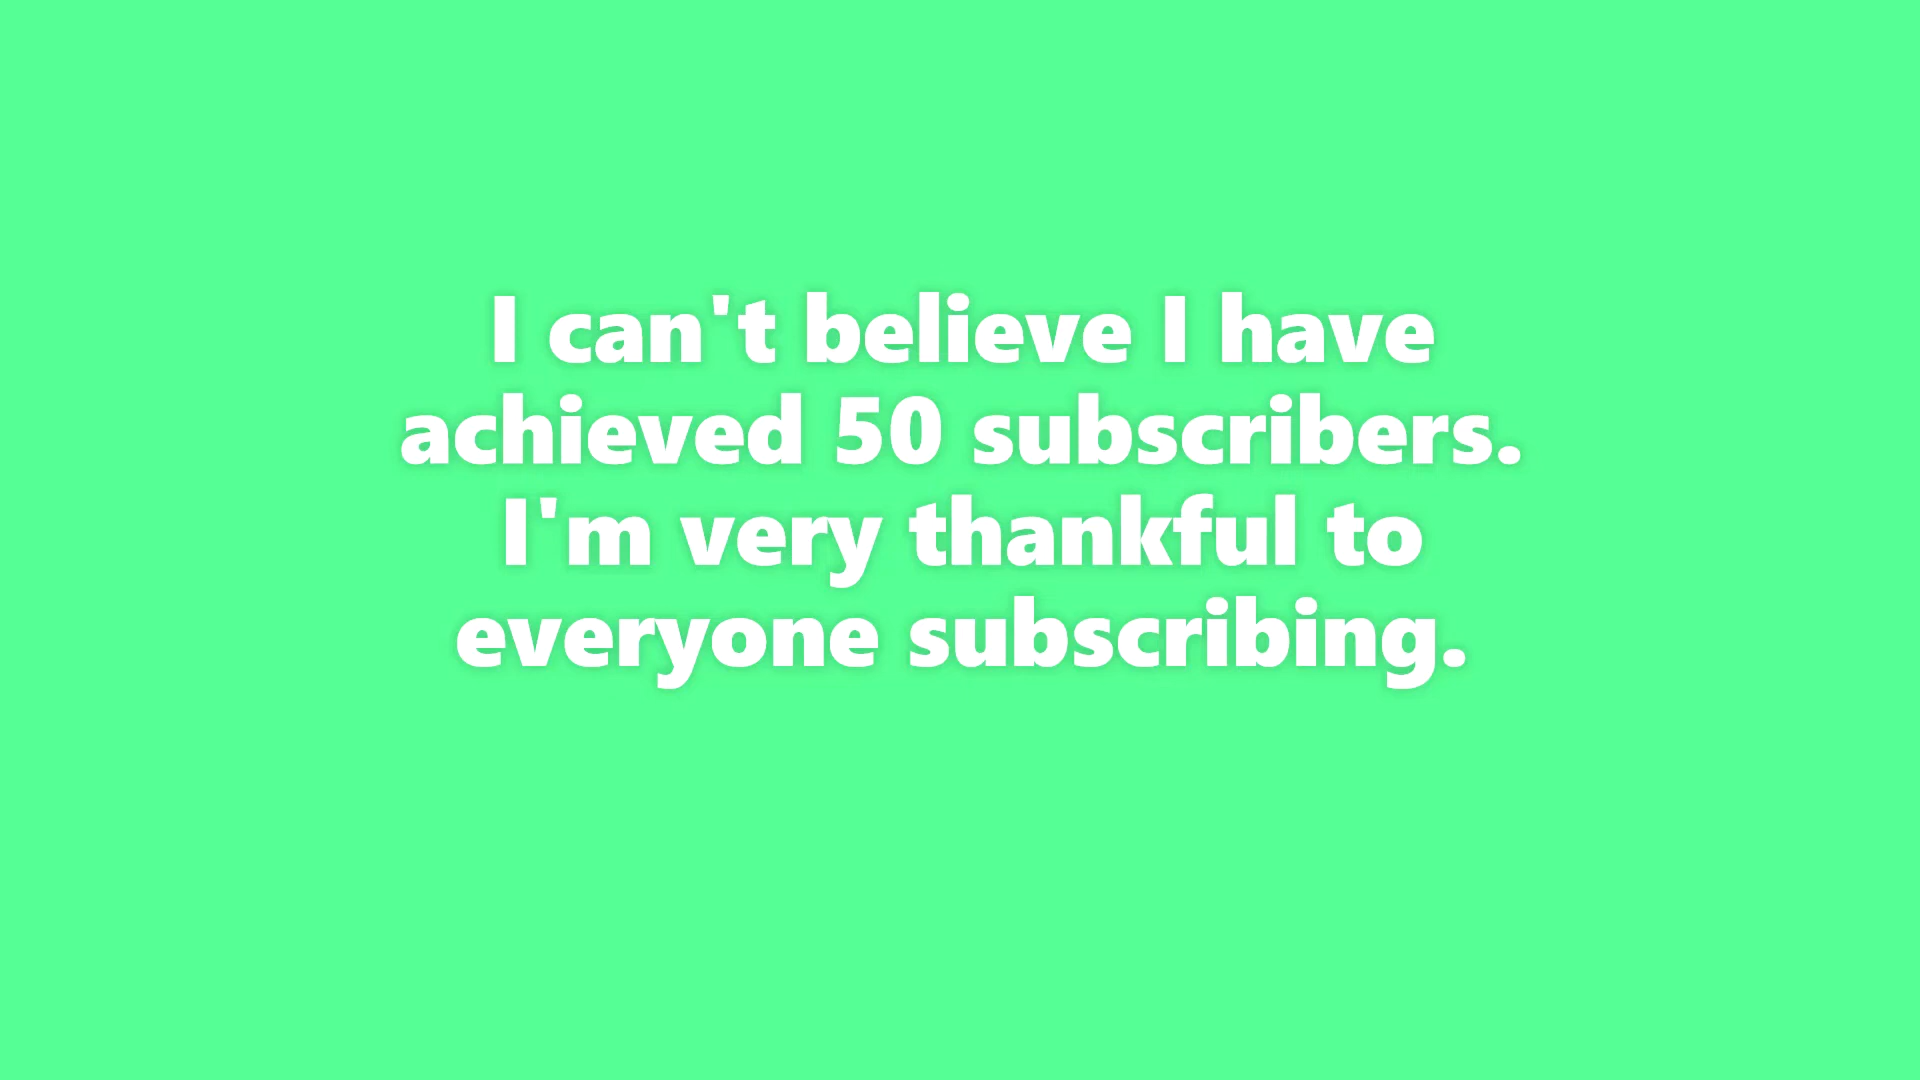 I can't believe I have
achieved 50 subscribers.
I'm very thankful to
everyone subscribing.